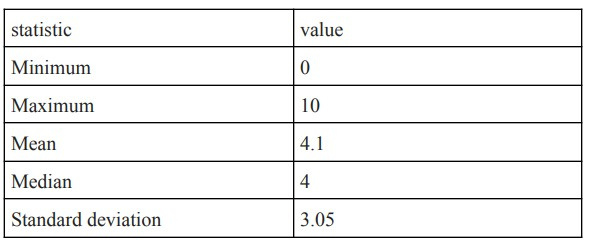 statistic value
Minimum 0
Maximum 10
Mean 4.1
Median 4
Standard deviation 3.05